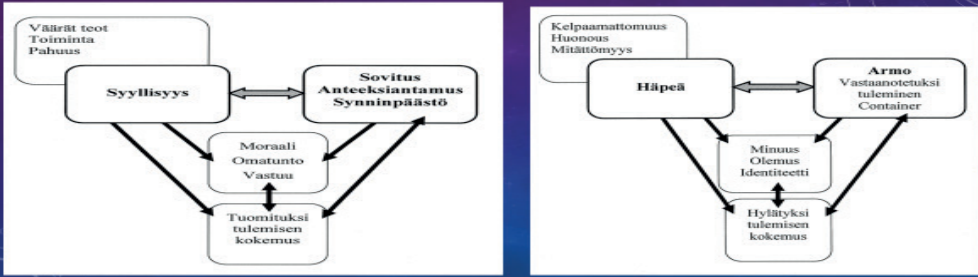 Väärät teot
Toiminta
Pahuus
Syyllisyys
Sovitus
Anteeksiantamus
Synninpäästö
Moraali
Omatunto
Vastuu
Tuomituksi
tulemisen
kokemus
Kelpaamattomuus
Huonous
Mitättömyys
Häpeä
Armo
Vastaanotetuksi
tuleminen
Container
Minuus
Olemus
Identiteetti
Hylätyksi
tulemisen
kokemus